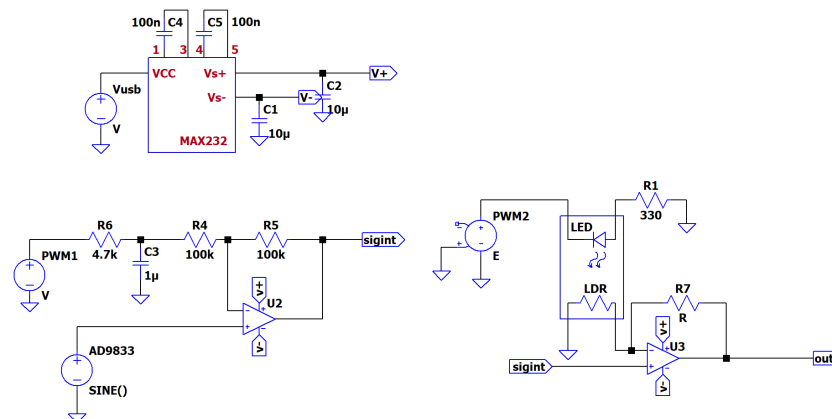 100n C4 C5 100n
1 3 4 5
VCC Vs+ V+
Vusb
Vs- V- C2
V C1 10µ
10µ
MAX232
R6 R4 R5 sigint
4.7k 100k 100k
PWM1 C3
1µ
V
v+
U2
- +
+ -
v-
AD9833
SINE()
PWM2 LED R1
330
E
LDR R7
R
v+
U3
- +
sigint + -
out
v-